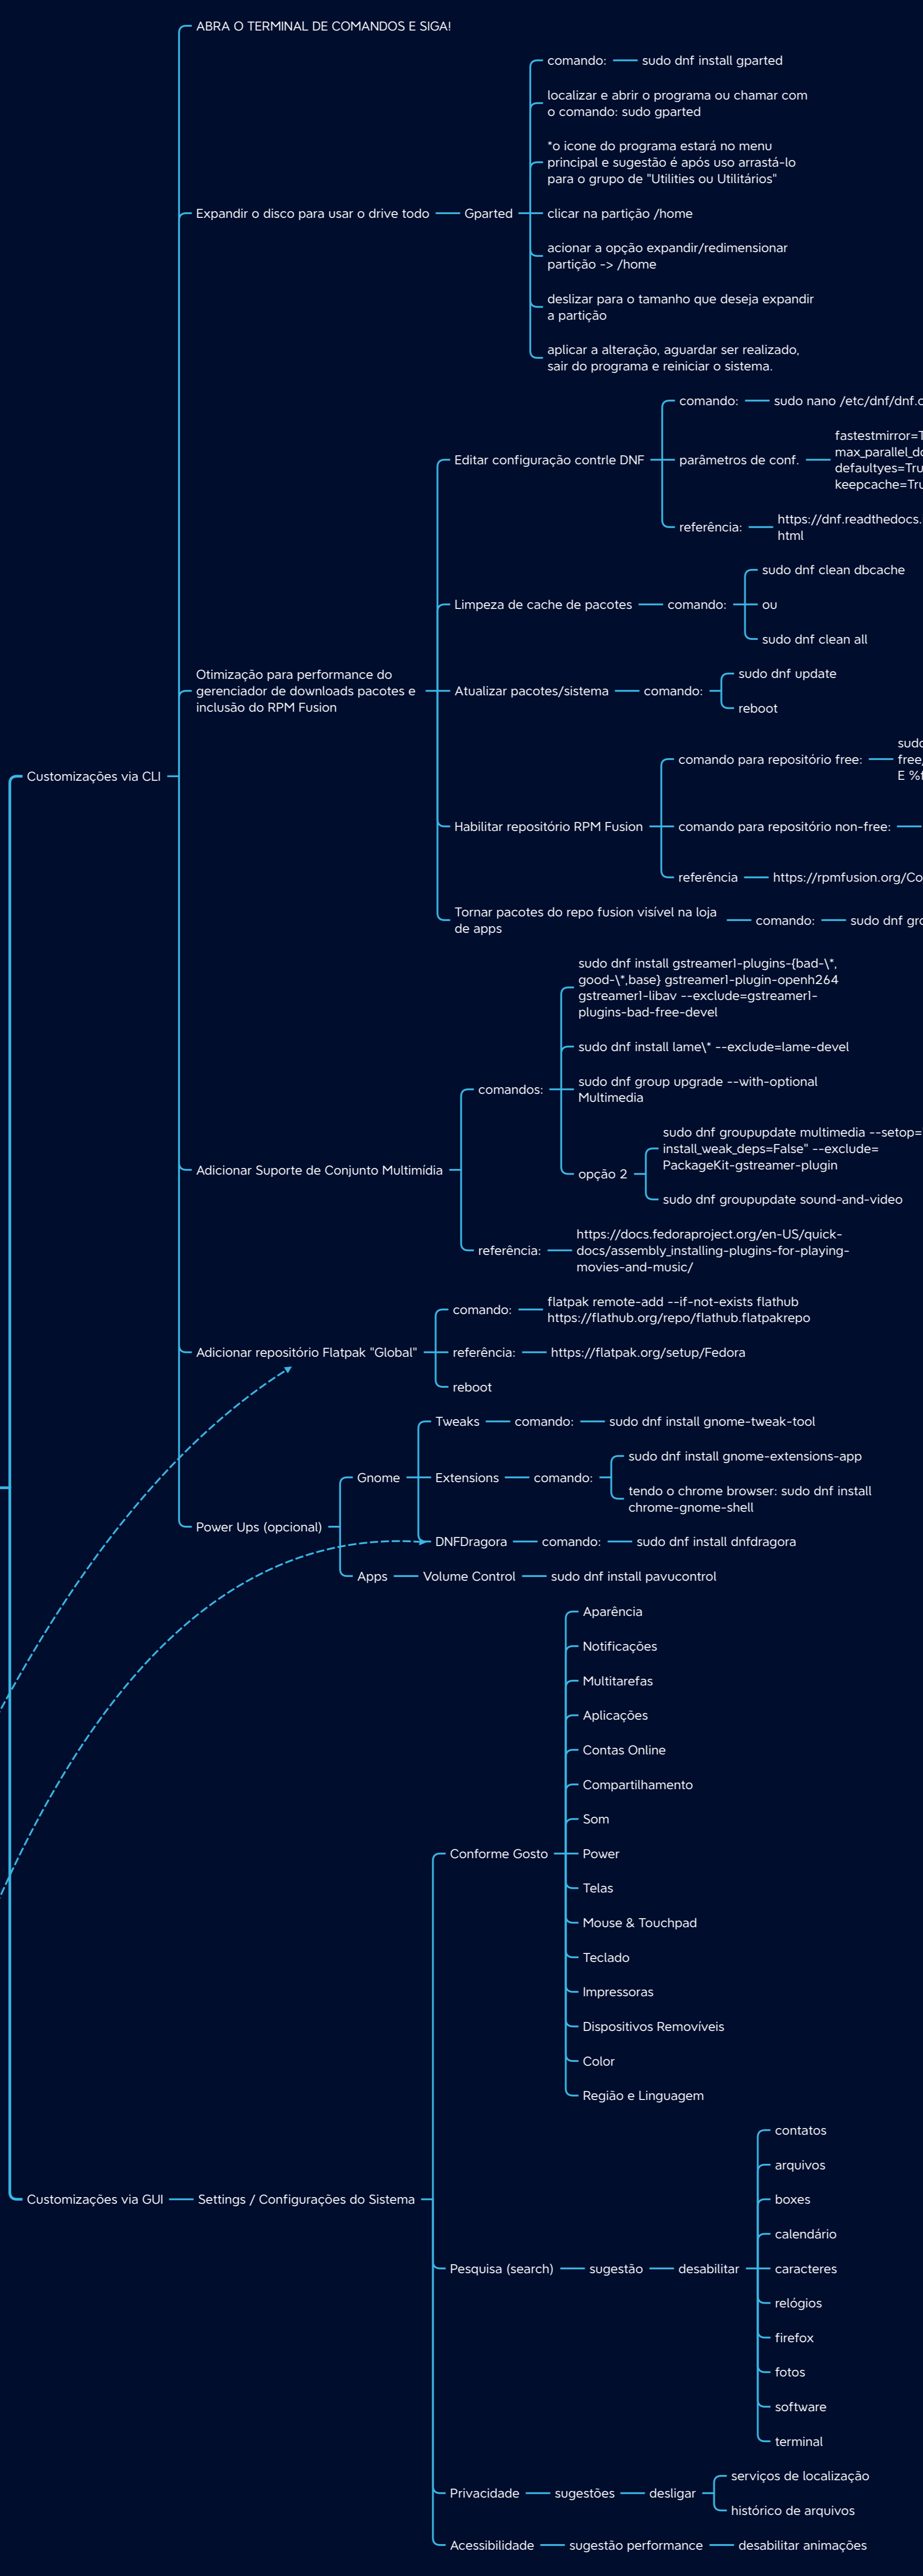 ABRA O TERMINAL DE COMANDOS E SIGA!
comando:
sudo dnf install gparted
localizar e abrir o programa ou chamar com
o comando: sudo gparted
*o icone do programa estará no menu
principal e sugestão é após uso arrastá-lo
para o grupo de "Utilities ou Utilitários"
Expandir o disco para usar o drive todo
Gparted
clicar na partição /home
acionar a opção expandir/redimensionar
partição -> /home
deslizar para o tamanho que deseja expandir
a partição
aplicar a alteração, aguardar ser realizado,
sair do programa e reiniciar o sistema.
comando:
sudo nano /etc/dnf/dnf.c
Editar configuração contrle DNF
parâmetros de conf.
fastestmirror=T
max_parallel_do
defaultyes=Tru
keepcache=Tru
referência:
https://dnf.readthedocs.
html
Limpeza de cache de pacotes
comando:
sudo dnf clean dbcache
ou
sudo dnf clean all
Otimização para performance do
gerenciador de downloads pacotes e
inclusão do RPM Fusion
Atualizar pacotes/sistema
comando:
sudo dnf update
reboot
Customizações via CLI
Habilitar repositório RPM Fusion
comando para repositório free:
sudo
free/
E %f
comando para repositório non-free:
referência
https://rpmfusion.org/Co
Tornar pacotes do repo fusion visível na loja
de apps
comando:
sudo dnf gro
Adicionar Suporte de Conjunto Multimídia
comandos:
sudo dnf install gstreamer1-plugins-{bad-\*,
good-\*,base} gstreamer1-plugin-openh264
gstreamer1-libav --exclude=gstreamer1-
plugins-bad-free-devel
sudo dnf install lame\* --exclude=lame-devel
sudo dnf group upgrade --with-optional
Multimedia
opção 2
sudo dnf groupupdate multimedia --setop=
install_weak_deps=False" --exclude=
PackageKit-gstreamer-plugin
sudo dnf groupupdate sound-and-video
referência:
https://docs.fedoraproject.org/en-US/quick-
docs/assembly_installing-plugins-for-playing-
movies-and-music/
Adicionar repositório Flatpak "Global"
comando:
flatpak remote-add --if-not-exists flathub
https://flathub.org/repo/flathub.flatpakrepo
referência:
https://flatpak.org/setup/Fedora
reboot
Power Ups (opcional)
Gnome
Tweaks
comando:
sudo dnf install gnome-tweak-tool
Extensions
comando:
sudo dnf install gnome-extensions-app
tendo o chrome browser: sudo dnf install
chrome-gnome-shell
DNFDragora
comando:
sudo dnf install dnfdragora
Apps
Volume Control
sudo dnf install pavucontrol
Customizações via GUI
Settings / Configurações do Sistema
Conforme Gosto
Aparência
Notificações
Multitarefas
Aplicações
Contas Online
Compartilhamento
Som
Power
Telas
Mouse & Touchpad
Teclado
Impressoras
Dispositivos Removíveis
Color
Região e Linguagem
Pesquisa (search)
sugestão
desabilitar
contatos
arquivos
boxes
calendário
caracteres
relógios
firefox
fotos
software
terminal
Privacidade
sugestões
desligar
serviços de localização
histórico de arquivos
Acessibilidade
sugestão performance
desabilitar animações